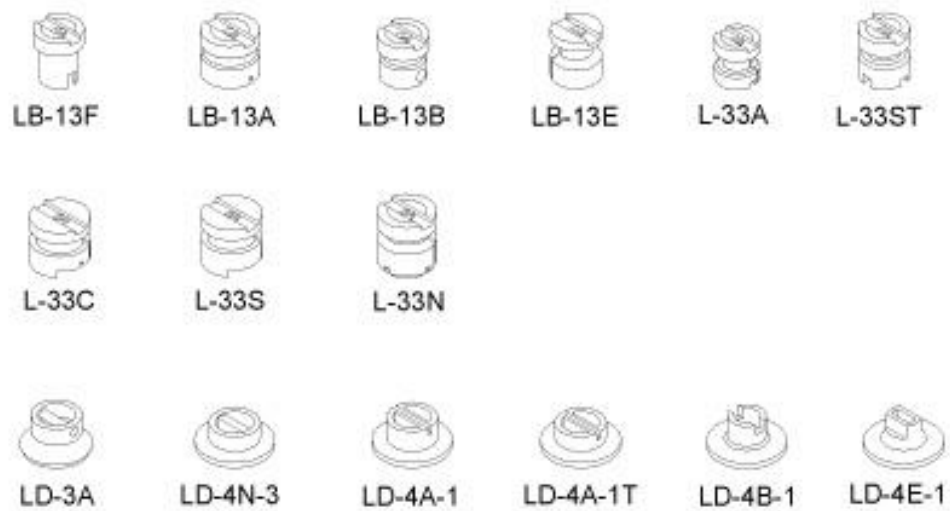 LB-13F LB-13A LB-13B LB-13E L-33A L-33ST
L-33C L-33S L-33N
LD-3A LD-4N-3 LD-4A-1 LD-4A-1T LD-4B-1 LD-4E-1